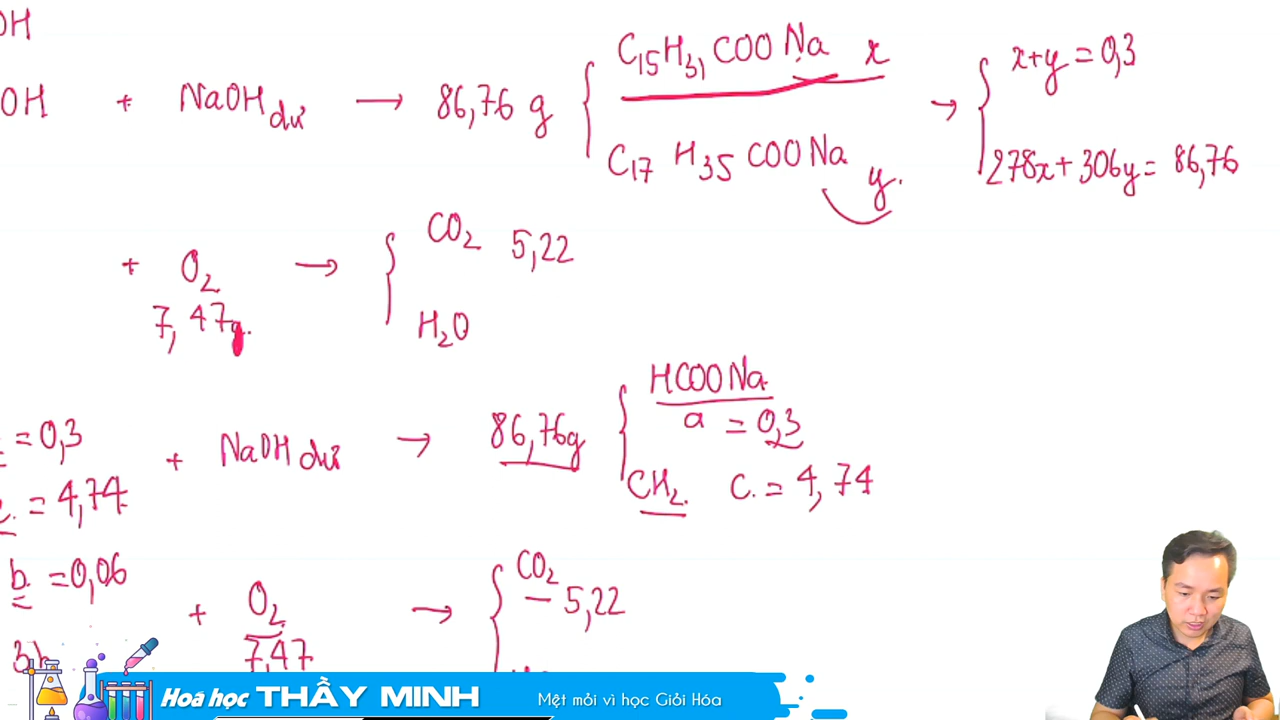 OH
C15H31COONa x
x+y = 0,3
OH + NaOH dư → 86,76 g
C17H35COONa y.
→ 278x + 306y = 86,76
+ O2 → CO2 5,22
7,47g.
H2O
HCOONa
= 0,3 + NaOH dư → 86,76g a = 0,3
= 4,74 CH2. c. = 4,74
b. = 0,06
+ O2 → CO2 – 5,22
3b 7,47
Hoá học THẦY MINH Mệt mỏi vì học Giỏi Hóa